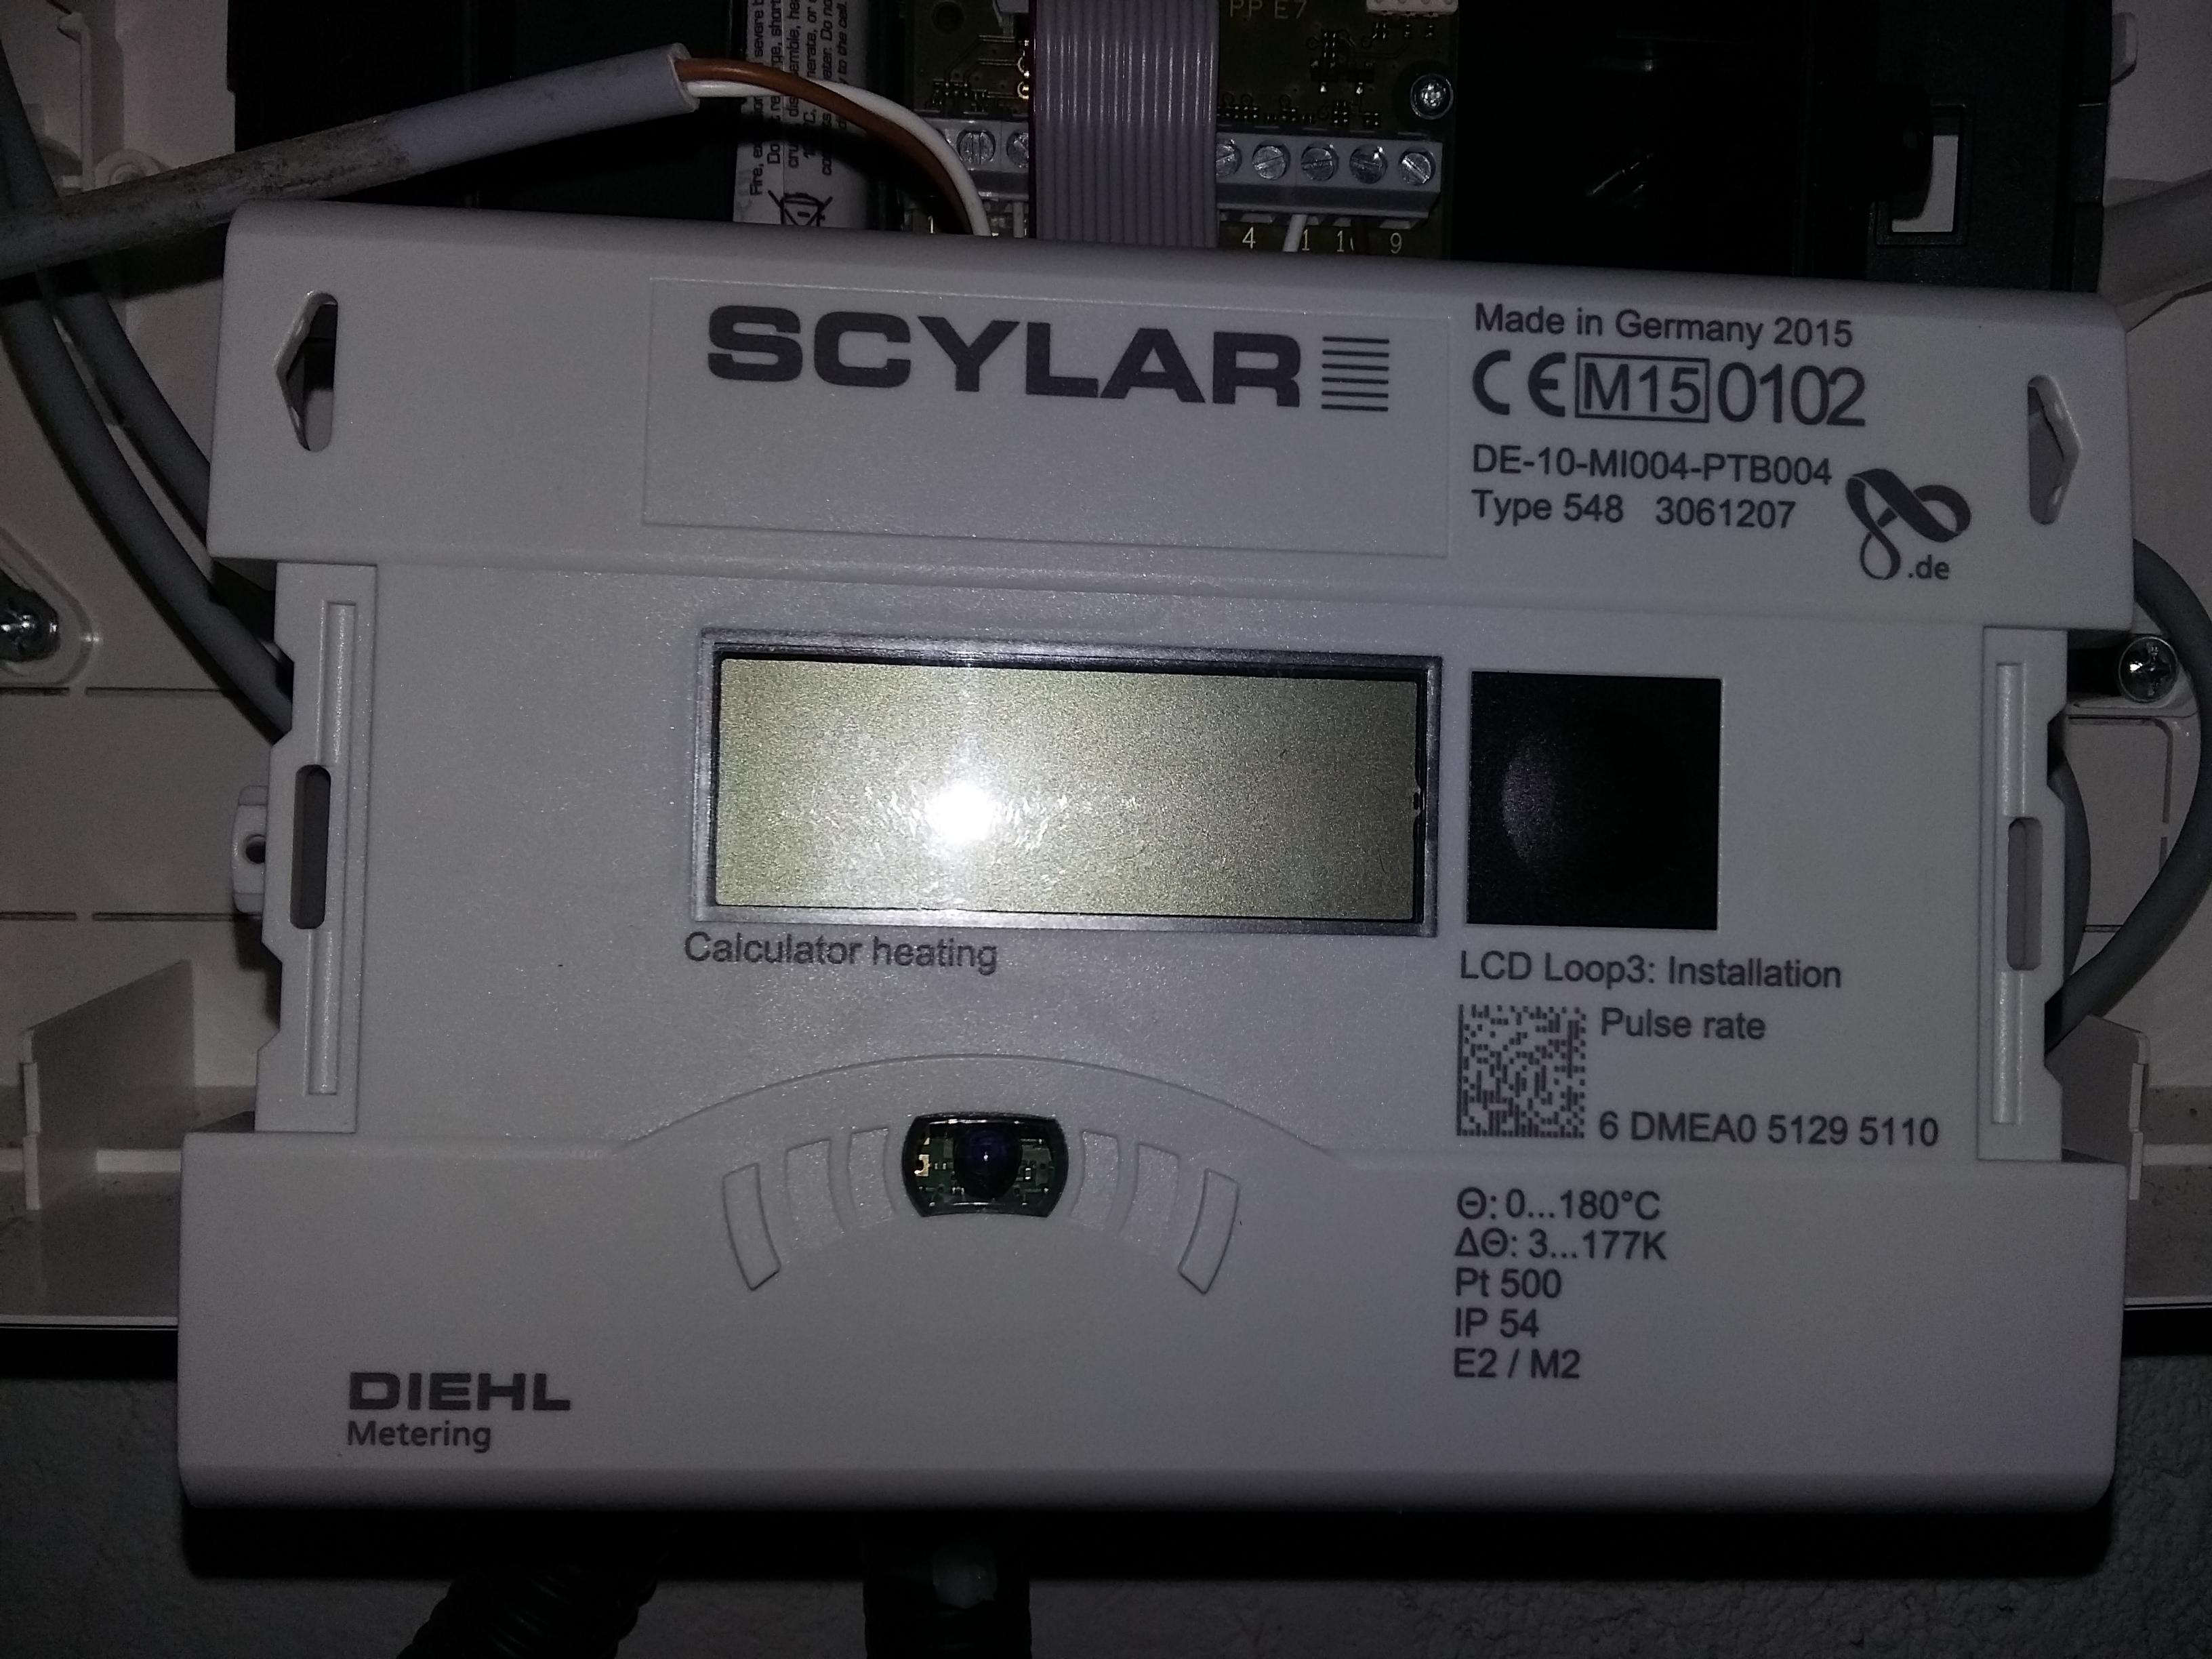 PP E7
4
9
SCYLAR
Made in Germany 2015
CE M15 0102
DE-10-MI004-PTB004
Type 548 3061207
.de
Calculator heating
LCD Loop3: Installation
Pulse rate
6 DMEA0 5129 5110
Θ: 0...180°C
ΔΘ: 3...177K
Pt 500
IP 54
E2 / M2
DIEHL
Metering